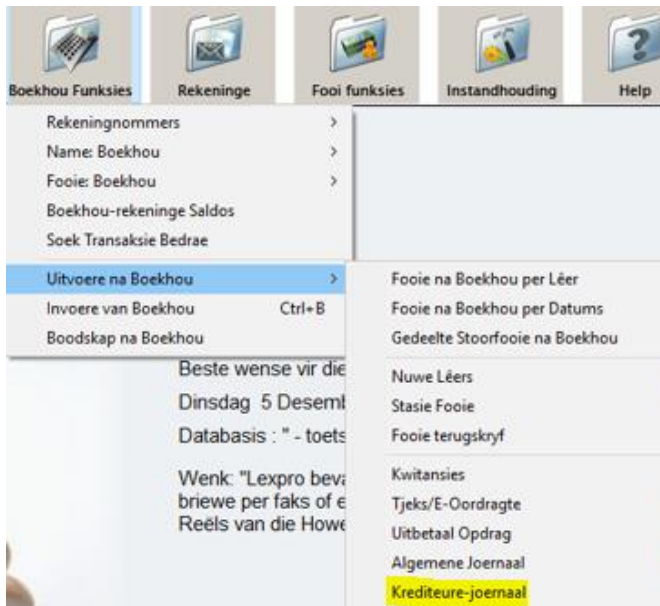 Boekhou Funksies
Rekeninge
Fooi funksies
Instandhouding
Help
Rekeningnommers
Name: Boekhou
Fooie: Boekhou
Boekhou-rekeninge Saldos
Soek Transaksie Bedrae
Uitvoere na Boekhou
Invoere van Boekhou Ctrl+B
Boodskap na Boekhou
Fooie na Boekhou per Lêer
Fooie na Boekhou per Datums
Gedeelte Stoorfooie na Boekhou
Nuwe Lêers
Stasie Fooie
Fooie terugskryf
Kwitansies
Tjeks/E-Oordragte
Uitbetaal Opdrag
Algemene Joernaal
Krediteure-joernaal
Beste wense vir die
Dinsdag 5 Desemb
Databasis : " - toets
Wenk: "Lexpro beva
briewe per faks of e
Reëls van die Howe